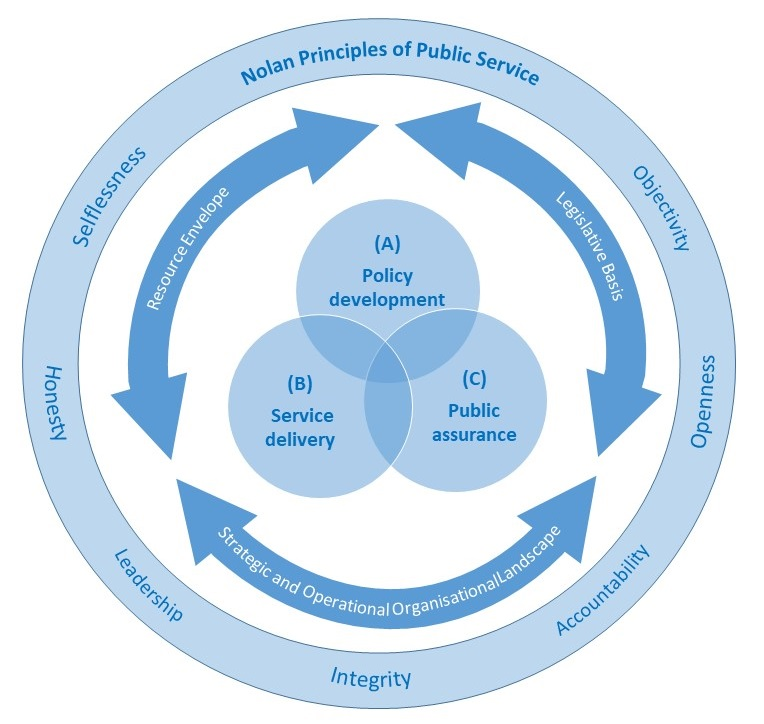 Nolan Principles of Public Service
Selflessness
Objectivity
Resource Envelope
Legislative Basis
(A)
Policy
development
(B)
Service
delivery
(C)
Public
assurance
Honesty
Openness
Strategic and Operational Organisational Landscape
Leadership
Accountability
Integrity